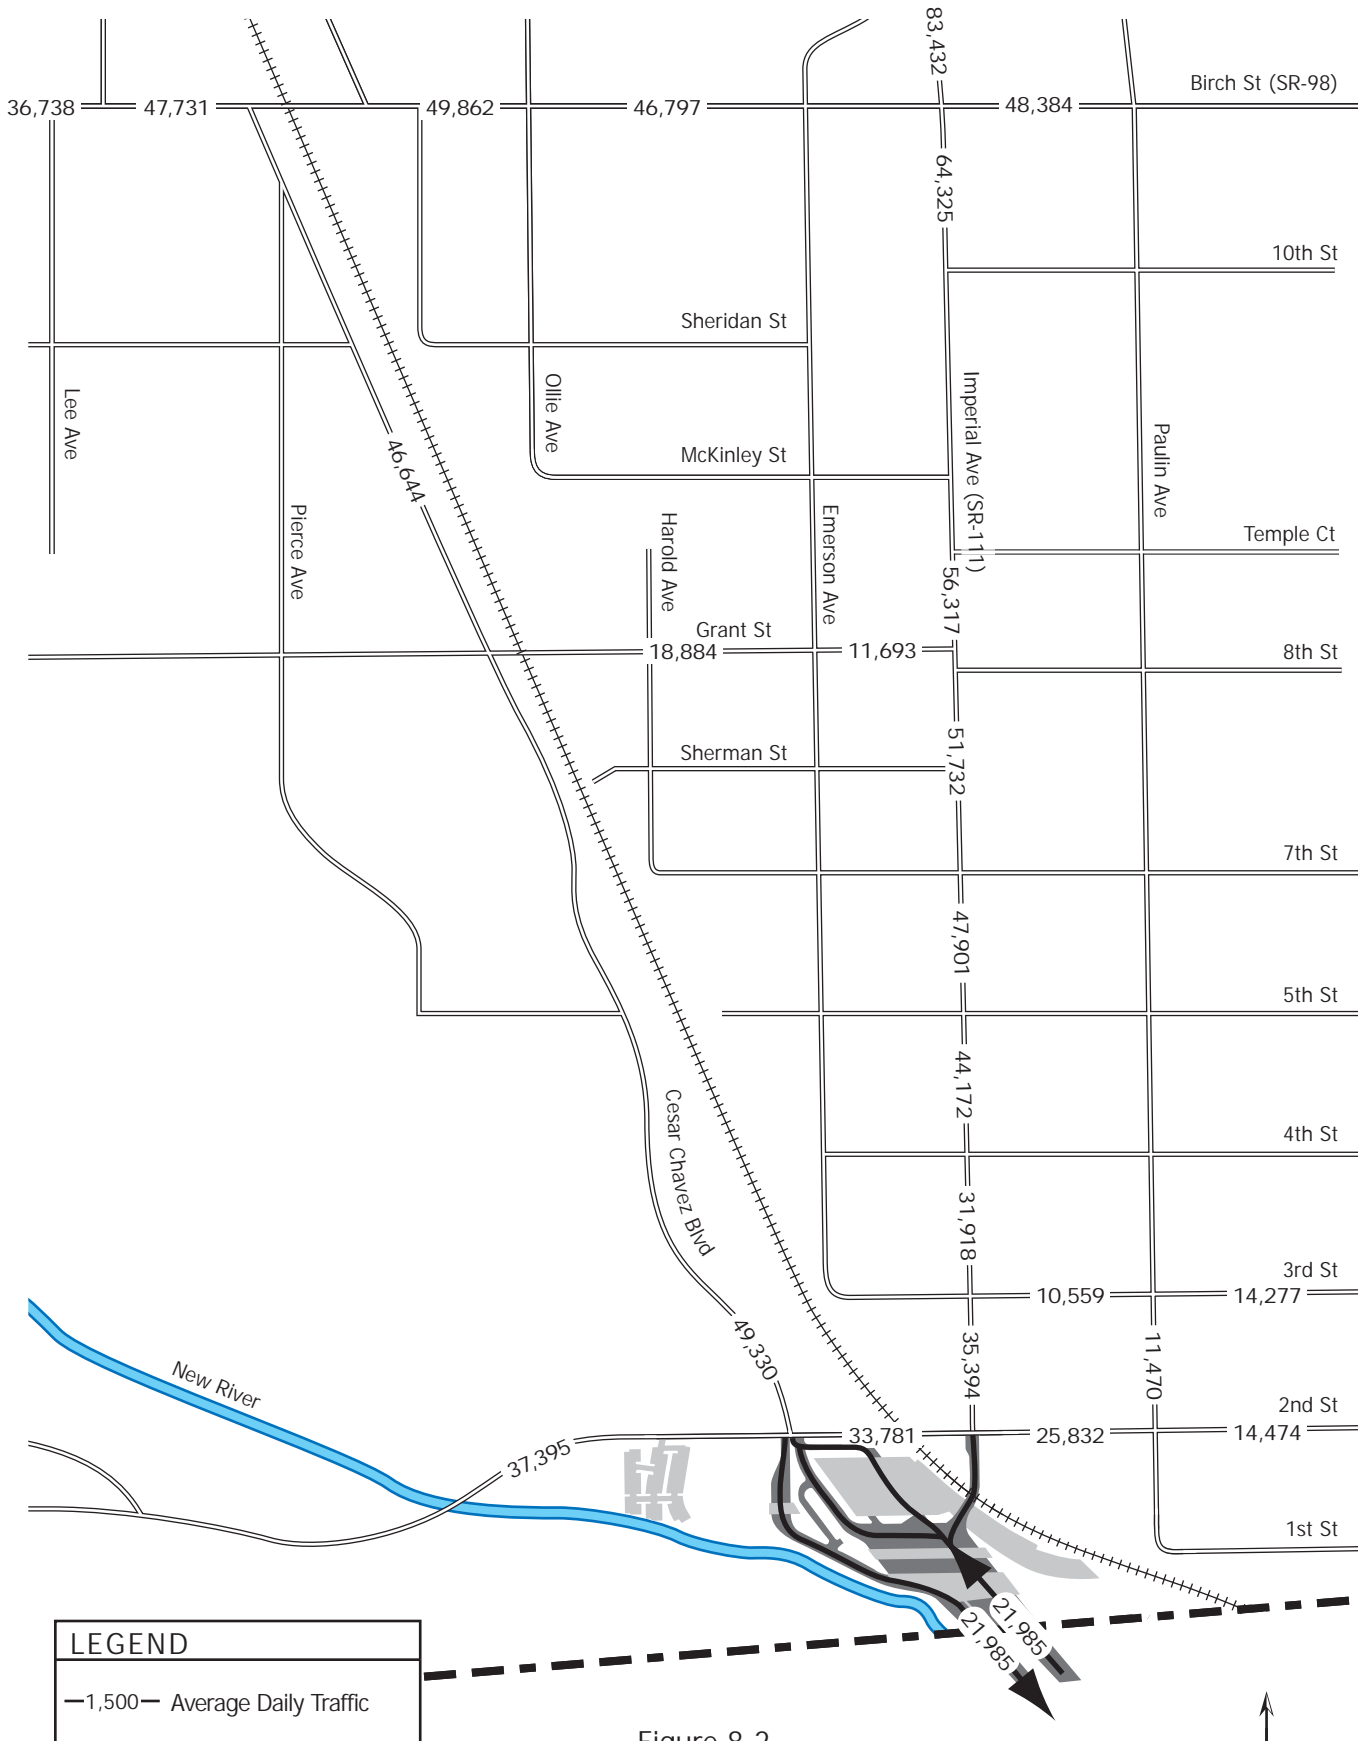 83,432
Birch St (SR-98)
36,738
47,731
49,862
46,797
48,384
64,325
10th St
Sheridan St
Lee Ave
Ollie Ave
Imperial Ave (SR-111)
Paulin Ave
46,644
McKinley St
Pierce Ave
Harold Ave
Emerson Ave
Temple Ct
56,317
Grant St
18,884
11,693
8th St
51,732
Sherman St
7th St
47,901
5th St
44,172
Cesar Chavez Blvd
4th St
31,918
3rd St
10,559
14,277
49,330
35,394
11,470
New River
2nd St
33,781
25,832
14,474
37,395
1st St
21,985
21,985
LEGEND
1,500 Average Daily Traffic
Figure 8-2